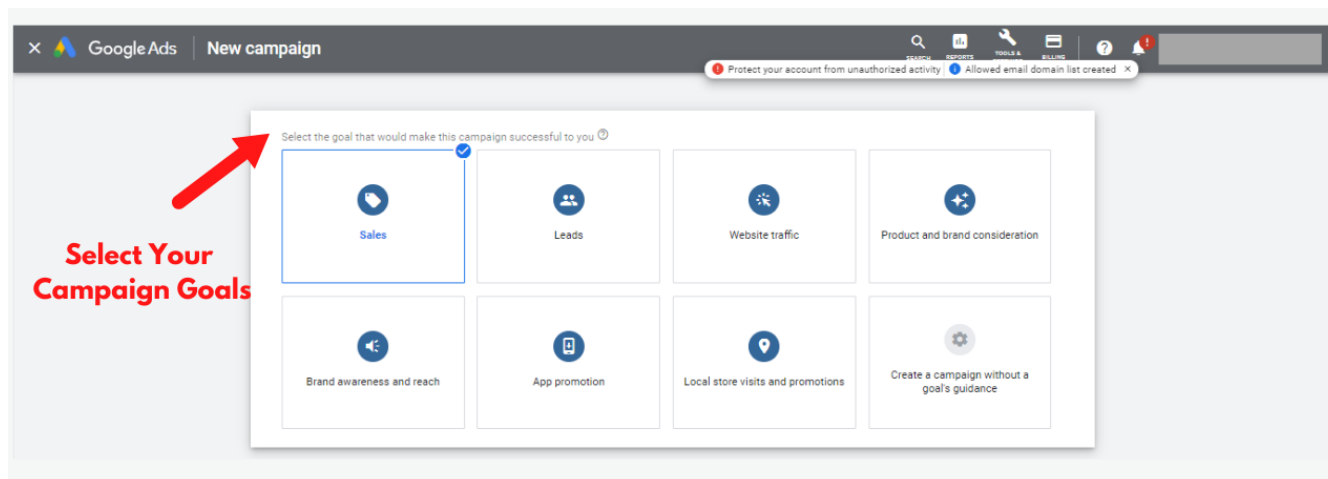 Google Ads New campaign
SEARCH REPORTS TOOLS & BILLING
Protect your account from unauthorized activity Allowed email domain list created
Select the goal that would make this campaign successful to you
Sales Leads Website traffic Product and brand consideration
Select Your
Campaign Goals
Brand awareness and reach App promotion Local store visits and promotions Create a campaign without a
goal's guidance